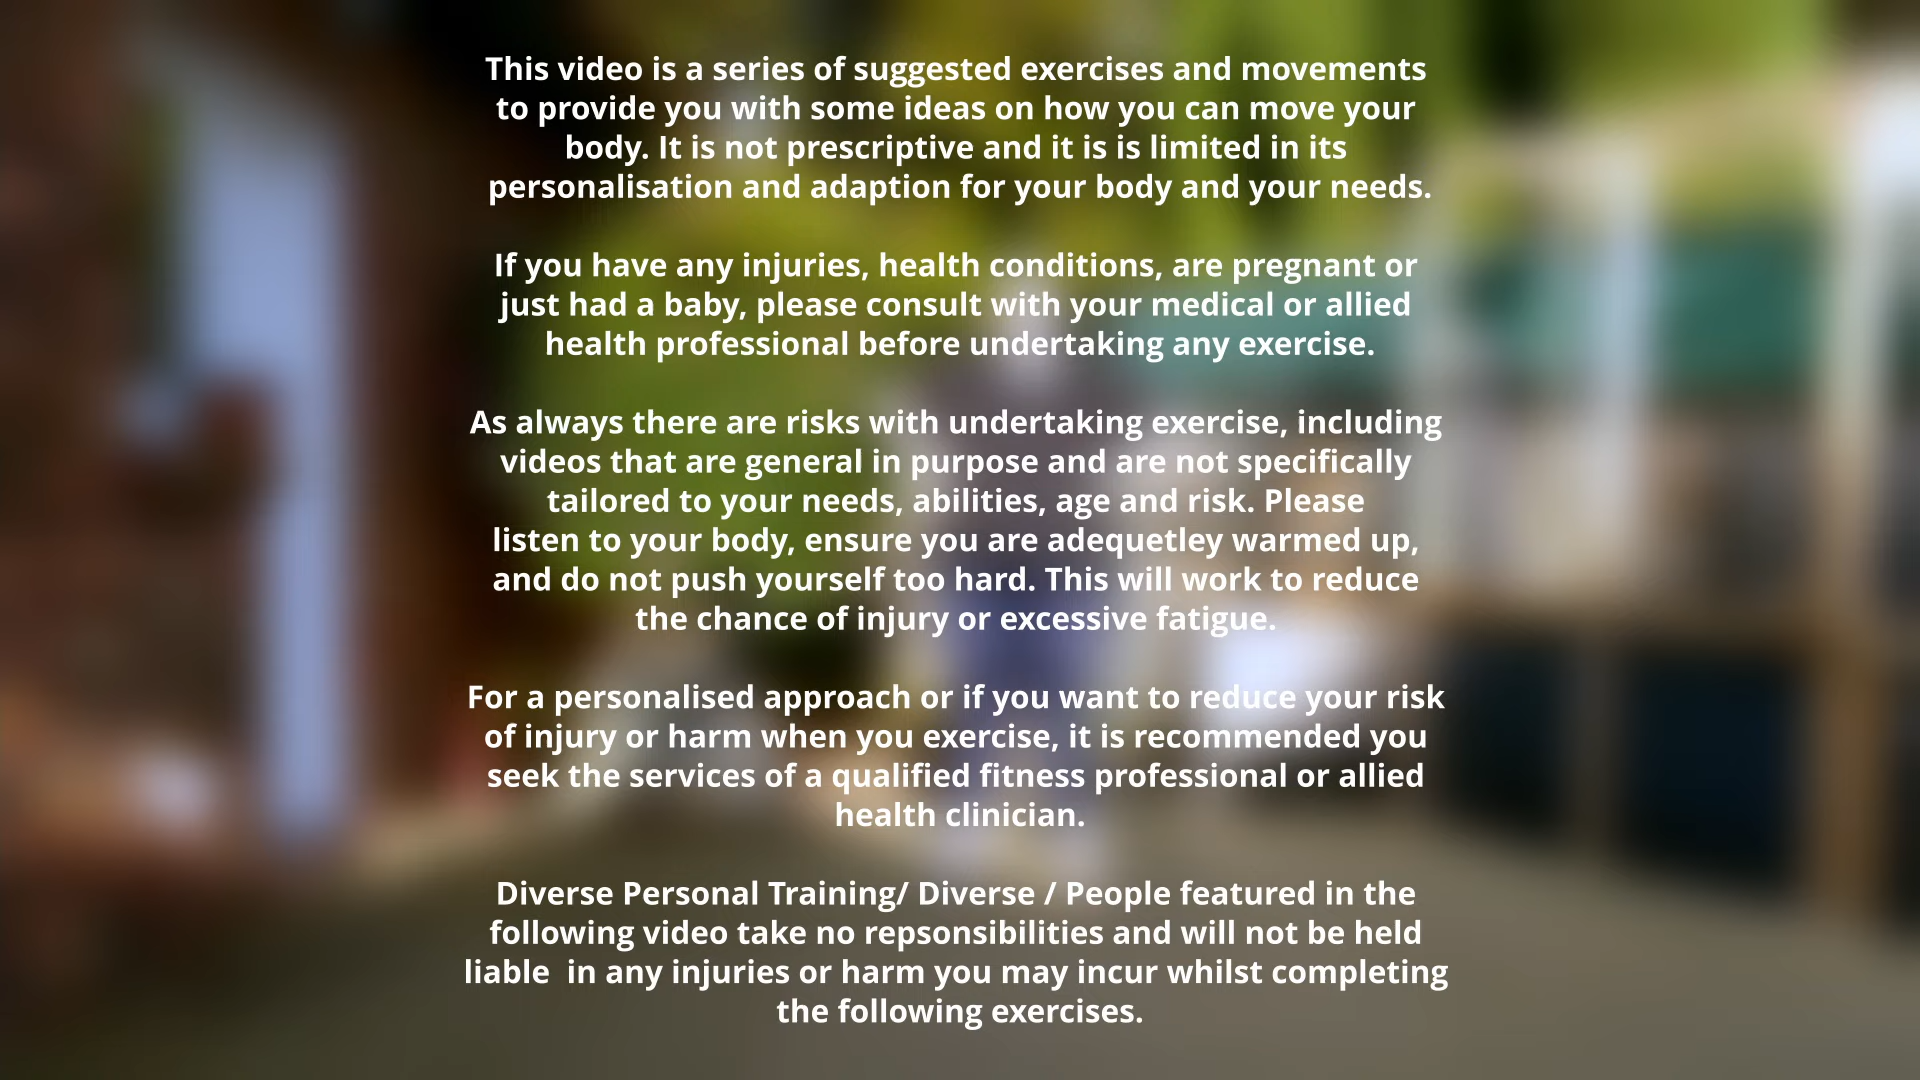 This video is a series of suggested exercises and movements
to provide you with some ideas on how you can move your
body. It is not prescriptive and it is is limited in its
personalisation and adaption for your body and your needs.
If you have any injuries, health conditions, are pregnant or
just had a baby, please consult with your medical or allied
health professional before undertaking any exercise.
As always there are risks with undertaking exercise, including
videos that are general in purpose and are not specifically
tailored to your needs, abilities, age and risk. Please
listen to your body, ensure you are adequetley warmed up,
and do not push yourself too hard. This will work to reduce
the chance of injury or excessive fatigue.
For a personalised approach or if you want to reduce your risk
of injury or harm when you exercise, it is recommended you
seek the services of a qualified fitness professional or allied
health clinician.
Diverse Personal Training/ Diverse / People featured in the
following video take no repsonsibilities and will not be held
liable  in any injuries or harm you may incur whilst completing
the following exercises.